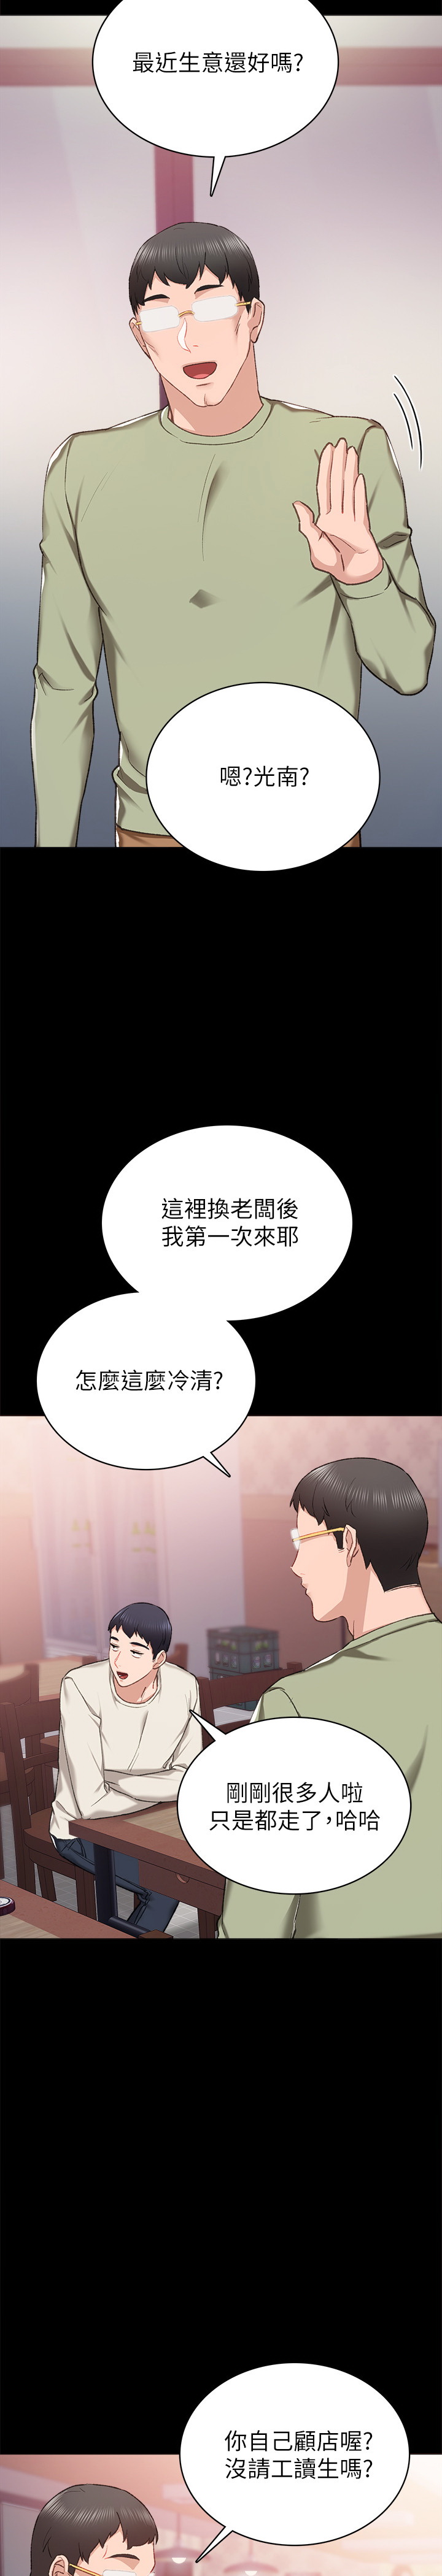 最近生意還好嗎?
嗯?光南?
這裡換老闆後
我第一次來耶
怎麼這麼冷清?
剛剛很多人啦
只是都走了,哈哈
你自己顧店喔?
沒請工讀生嗎?